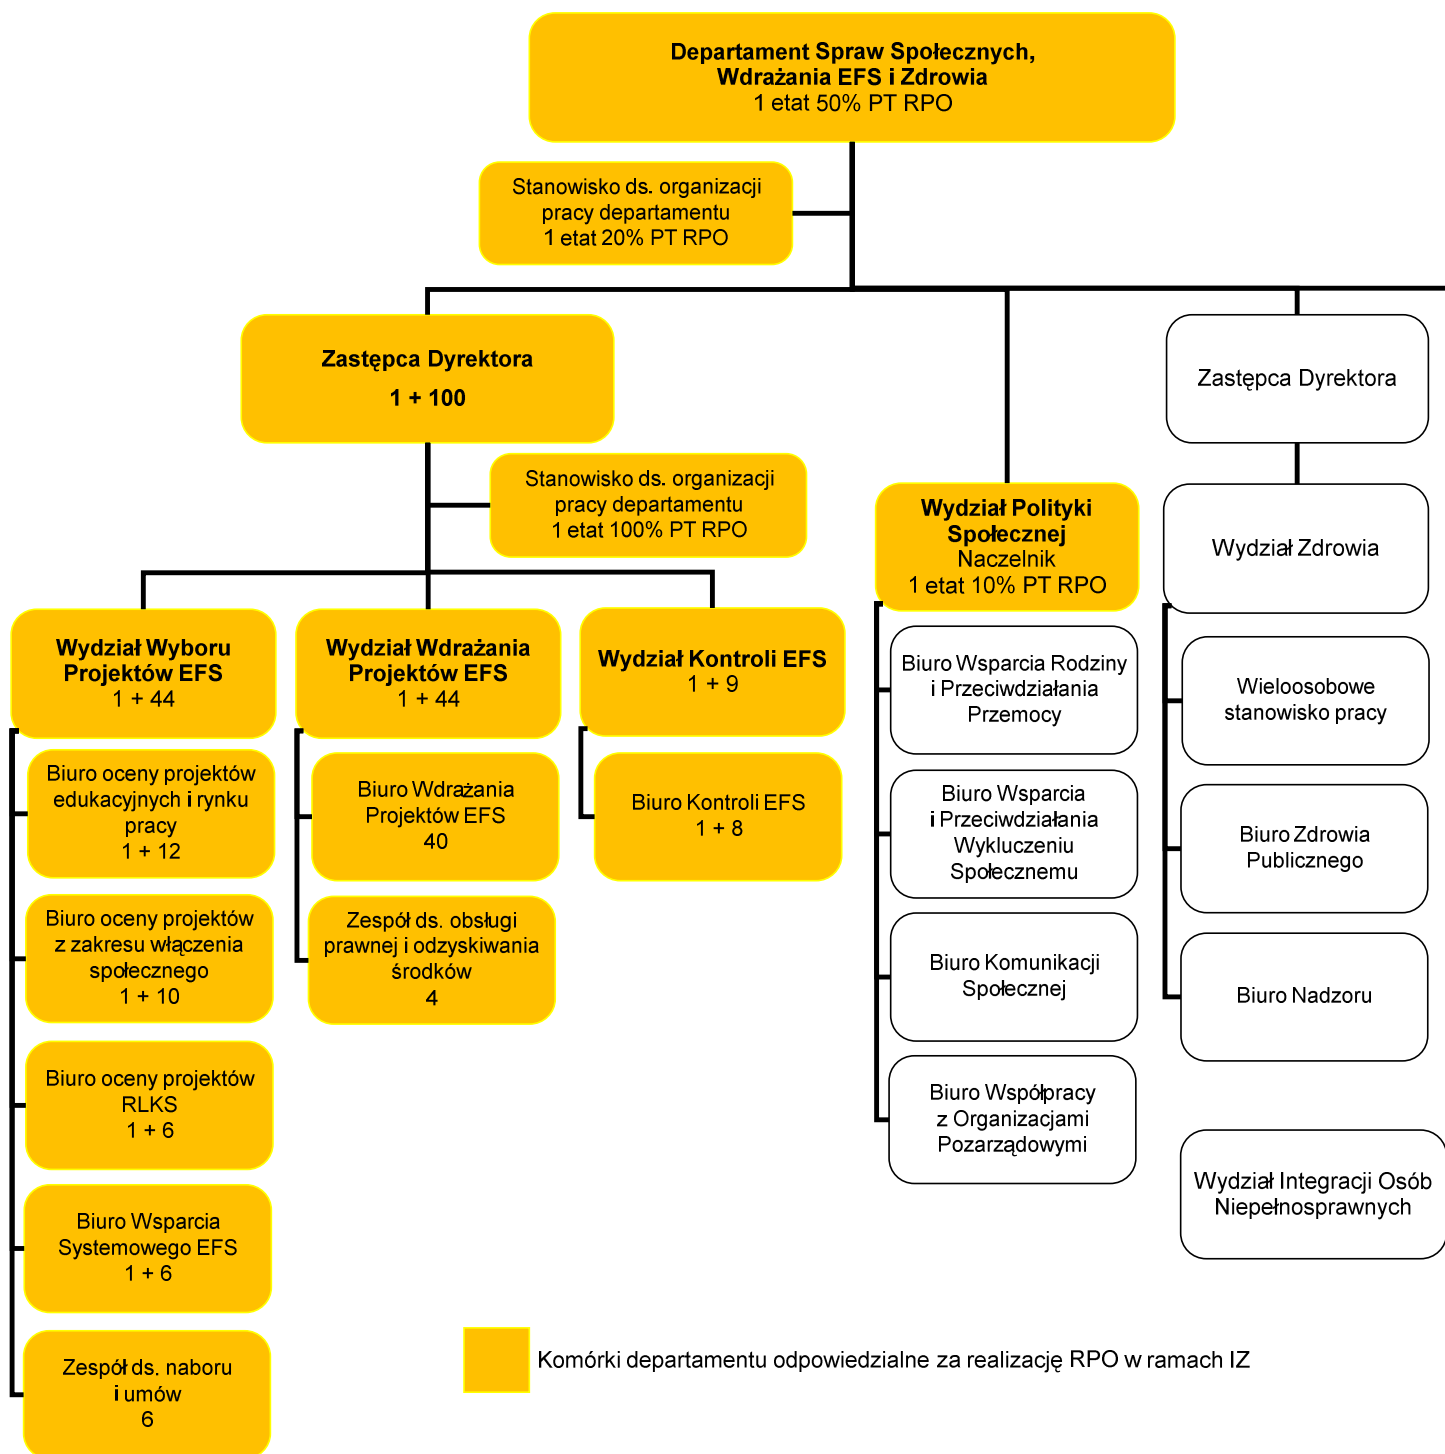 Departament Spraw Społecznych,
Wdrażania EFS i Zdrowia
1 etat 50% PT RPO
Stanowisko ds. organizacji
pracy departamentu
1 etat 20% PT RPO
Zastępca Dyrektora
1 + 100
Stanowisko ds. organizacji
pracy departamentu
1 etat 100% PT RPO
Wydział Wyboru
Projektów EFS
1 + 44
Biuro oceny projektów
edukacyjnych i rynku
pracy
1 + 12
Biuro oceny projektów
z zakresu włączenia
społecznego
1 + 10
Biuro oceny projektów
RLKS
1 + 6
Biuro Wsparcia
Systemowego EFS
1 + 6
Zespół ds. naboru
i umów
6
Wydział Wdrażania
Projektów EFS
1 + 44
Biuro Wdrażania
Projektów EFS
40
Zespół ds. obsługi
prawnej i odzyskiwania
środków
4
Wydział Kontroli EFS
1 + 9
Biuro Kontroli EFS
1 + 8
Wydział Polityki
Społecznej
Naczelnik
1 etat 10% PT RPO
Biuro Wsparcia Rodziny
i Przeciwdziałania
Przemocy
Biuro Wsparcia
i Przeciwdziałania
Wykluczeniu
Społecznemu
Biuro Komunikacji
Społecznej
Biuro Współpracy
z Organizacjami
Pozarządowymi
Zastępca Dyrektora
Wydział Zdrowia
Wieloosobowe
stanowisko pracy
Biuro Zdrowia
Publicznego
Biuro Nadzoru
Wydział Integracji Osób
Niepełnosprawnych
Komórki departamentu odpowiedzialne za realizację RPO w ramach IZ